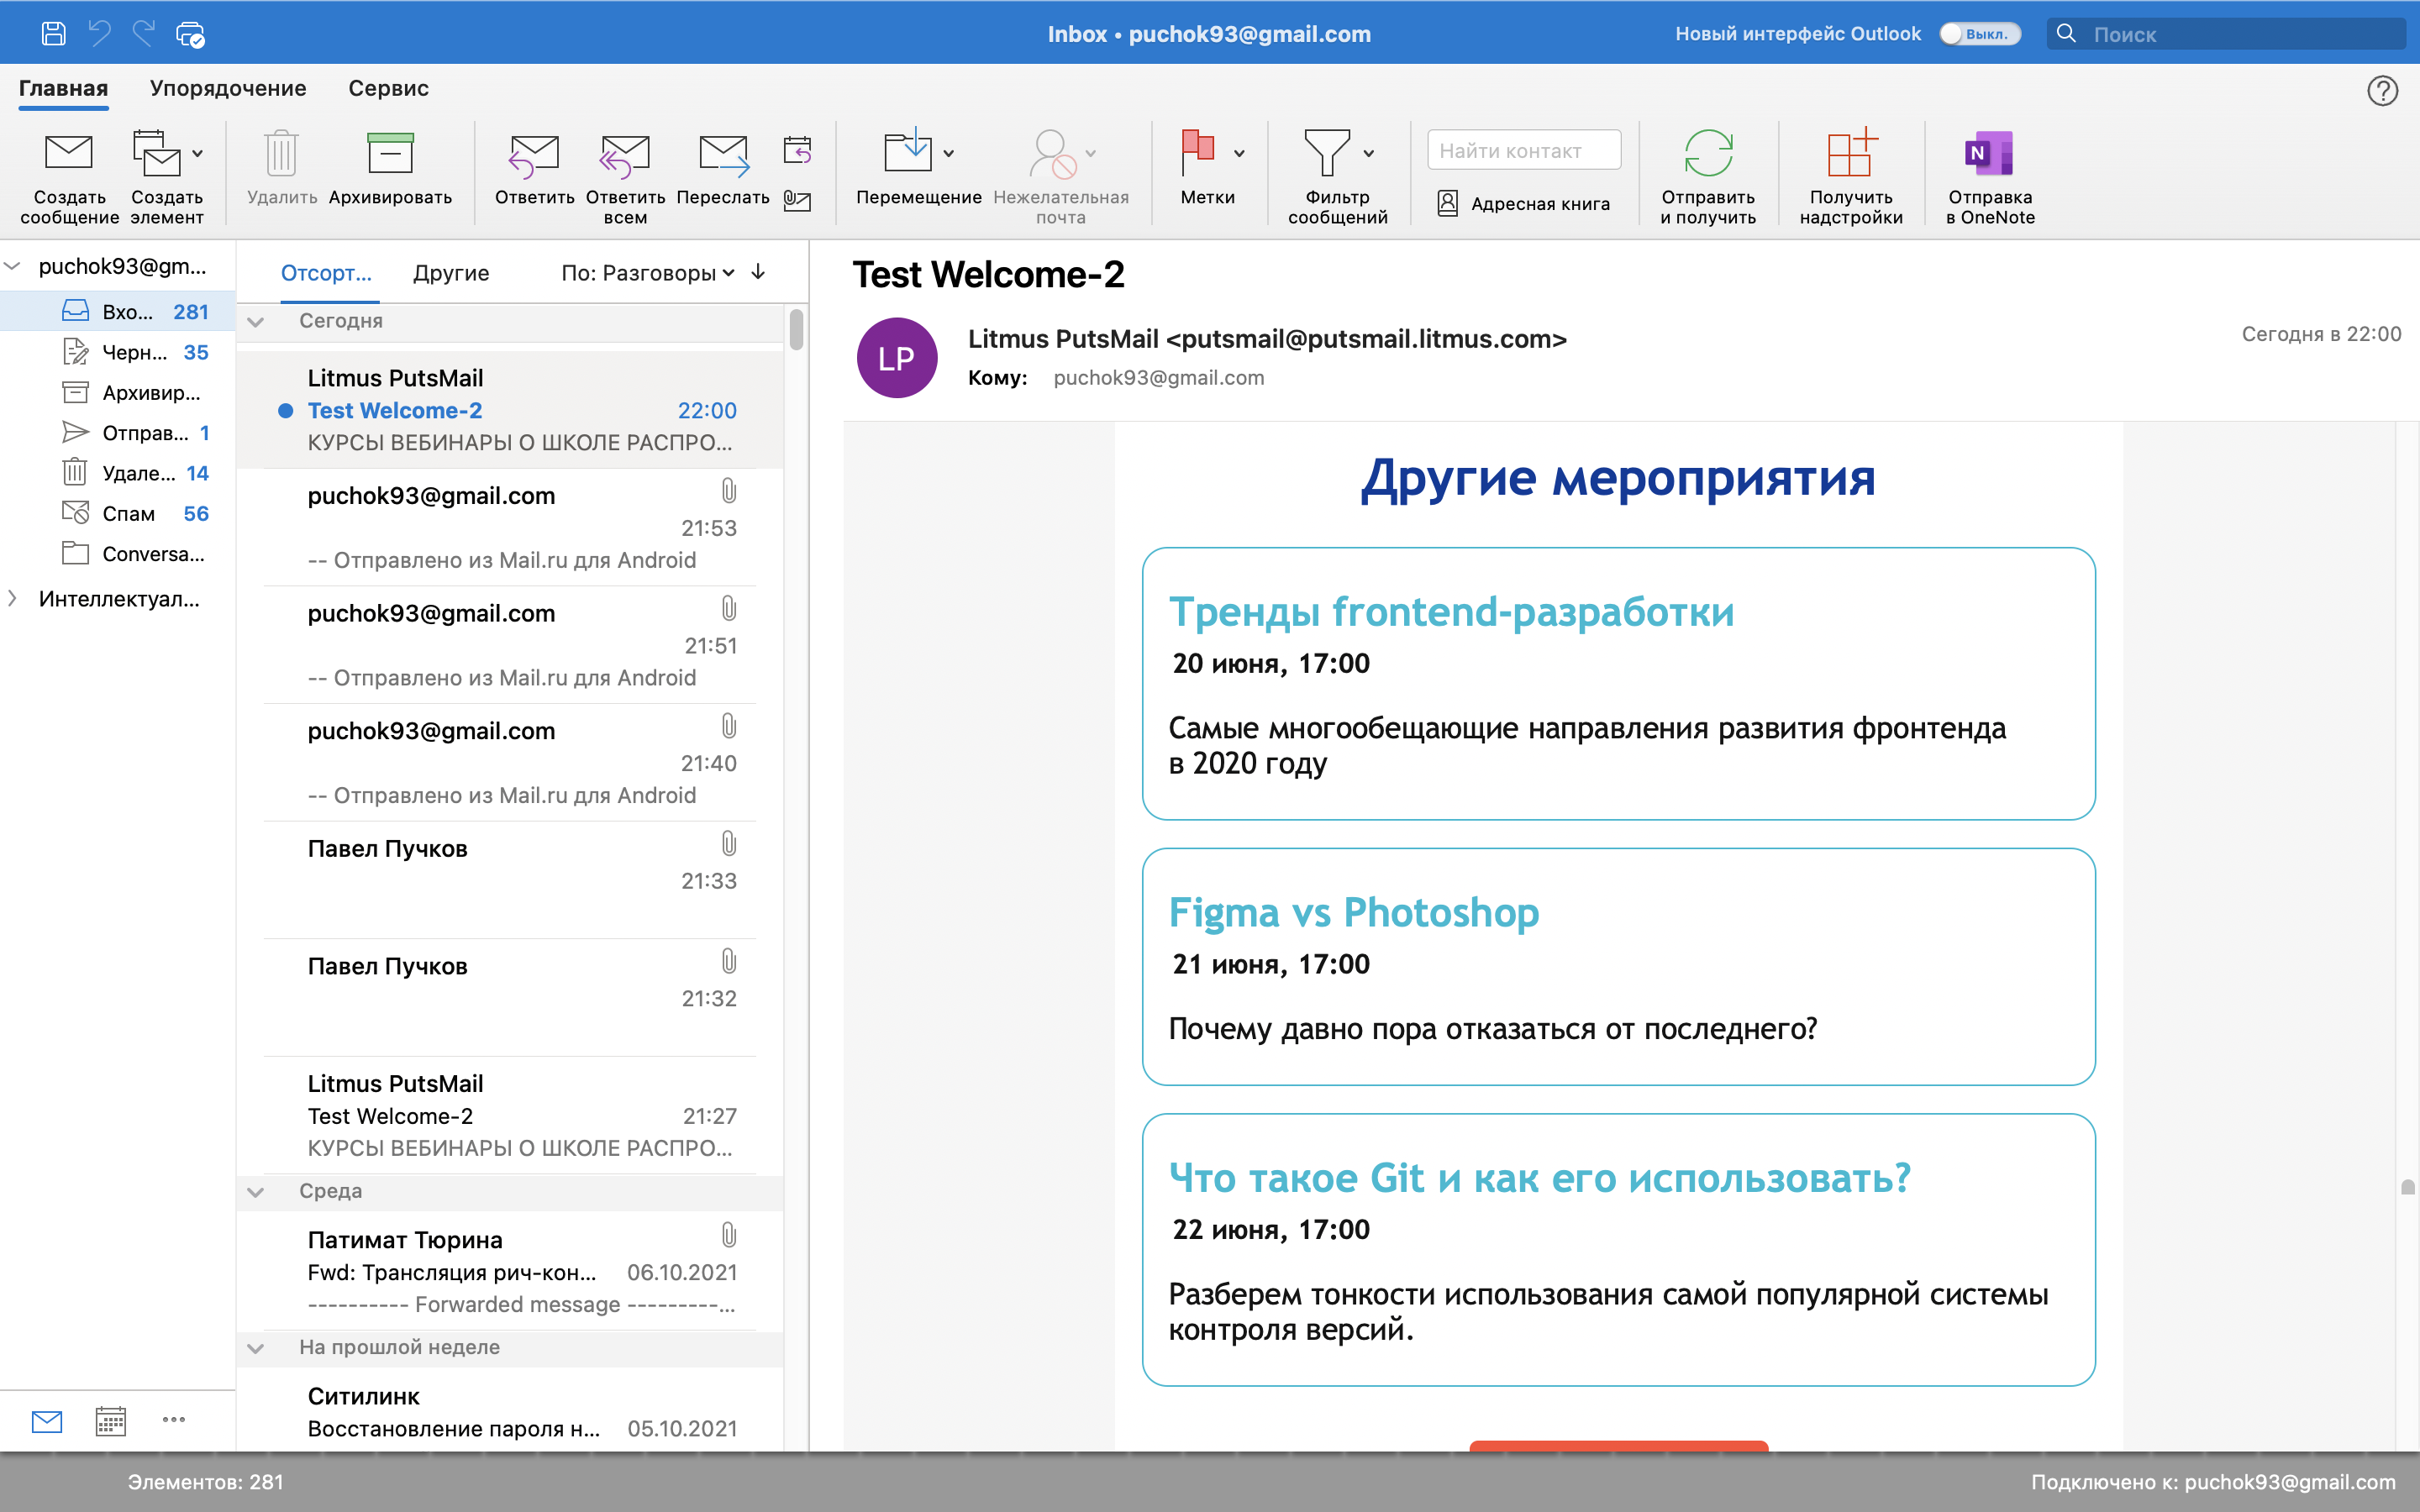 Inbox • puchok93@gmail.com
Новый интерфейс Outlook
Выкл.
Поиск
Главная
Упорядочение
Сервис
Создать сообщение
Создать элемент
Удалить
Архивировать
Ответить
Ответить всем
Переслать
Перемещение
Нежелательная почта
Метки
Фильтр сообщений
Найти контакт
Адресная книга
Отправить и получить
Получить надстройки
N
Отправка в OneNote
puchok93@gm...
Вхо... 281
Черн... 35
Архивир...
Отправ... 1
Удале... 14
Спам 56
Conversa...
Интеллектуал...
Отсорт...
Другие
По: Разговоры
Сегодня
Litmus PutsMail
Test Welcome-2 22:00
КУРСЫ ВЕБИНАРЫ О ШКОЛЕ РАСПРО...
puchok93@gmail.com
21:53
-- Отправлено из Mail.ru для Android
puchok93@gmail.com
21:51
-- Отправлено из Mail.ru для Android
puchok93@gmail.com
21:40
-- Отправлено из Mail.ru для Android
Павел Пучков
21:33
Павел Пучков
21:32
Litmus PutsMail
Test Welcome-2 21:27
КУРСЫ ВЕБИНАРЫ О ШКОЛЕ РАСПРО...
Среда
Патимат Тюрина
Fwd: Трансляция рич-кон... 06.10.2021
---------- Forwarded message ---------...
На прошлой неделе
Ситилинк
Восстановление пароля н... 05.10.2021
Test Welcome-2
LP
Litmus PutsMail <putsmail@putsmail.litmus.com>
Сегодня в 22:00
Кому: puchok93@gmail.com
Другие мероприятия
Тренды frontend-разработки
20 июня, 17:00
Самые многообещающие направления развития фронтенда
в 2020 году
Figma vs Photoshop
21 июня, 17:00
Почему давно пора отказаться от последнего?
Что такое Git и как его использовать?
22 июня, 17:00
Разберем тонкости использования самой популярной системы
контроля версий.
Элементов: 281
Подключено к: puchok93@gmail.com